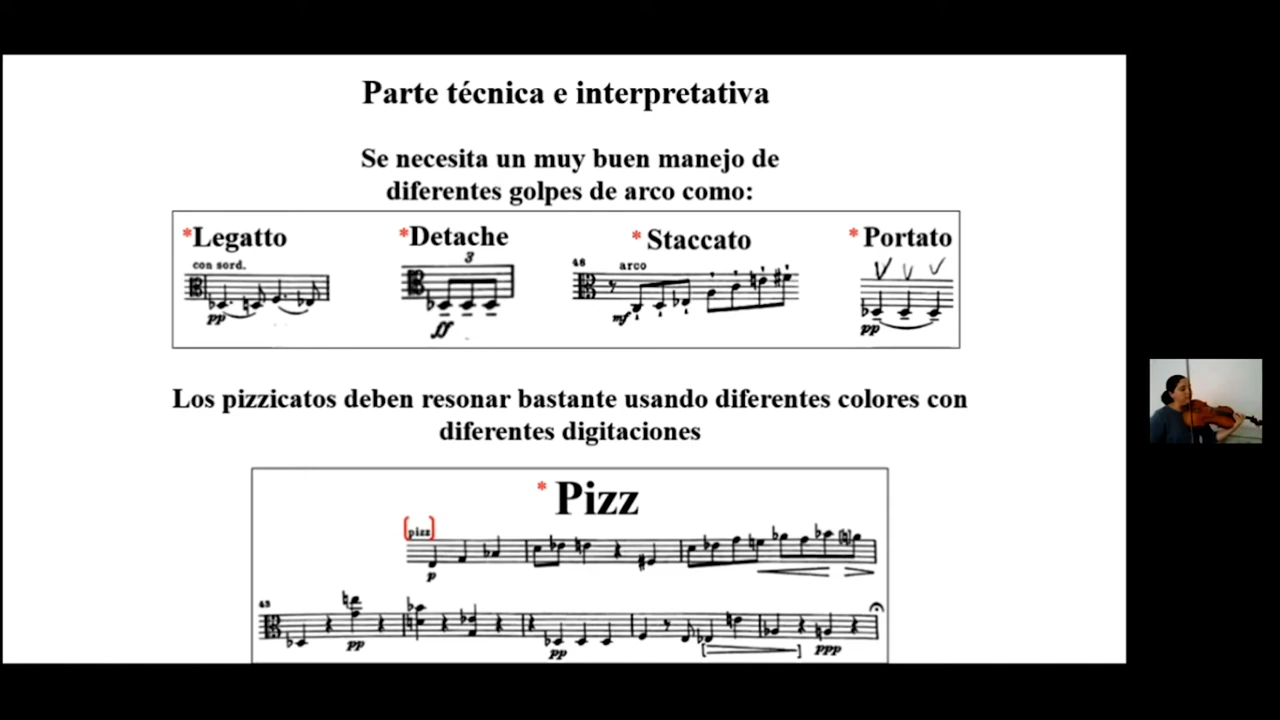 Parte técnica e interpretativa
Se necesita un muy buen manejo de
diferentes golpes de arco como:
*Legatto *Detache * Staccato * Portato
con sord.
pp
3
ff
46 arco
mf
pp
Los pizzicatos deben resonar bastante usando diferentes colores con
diferentes digitaciones
* Pizz
[pizz]
p
43
pp pp ppp